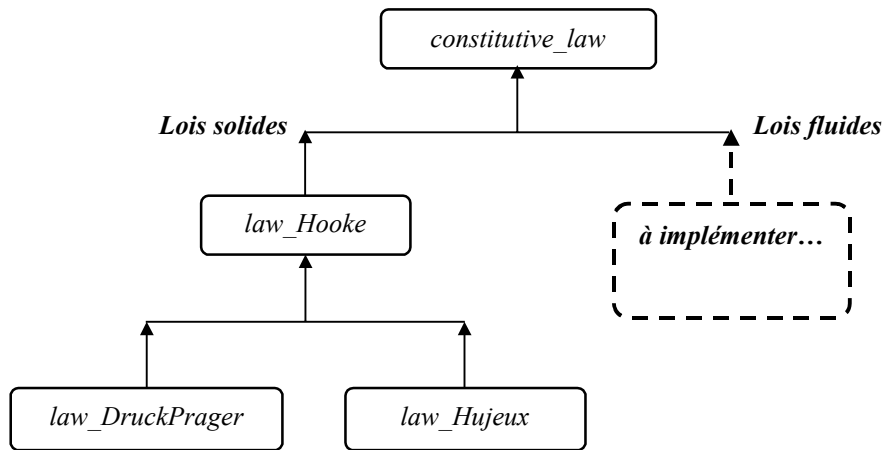 constitutive_law
Lois solides
Lois fluides
law_Hooke
à implémenter…
law_DruckPrager
law_Hujeux